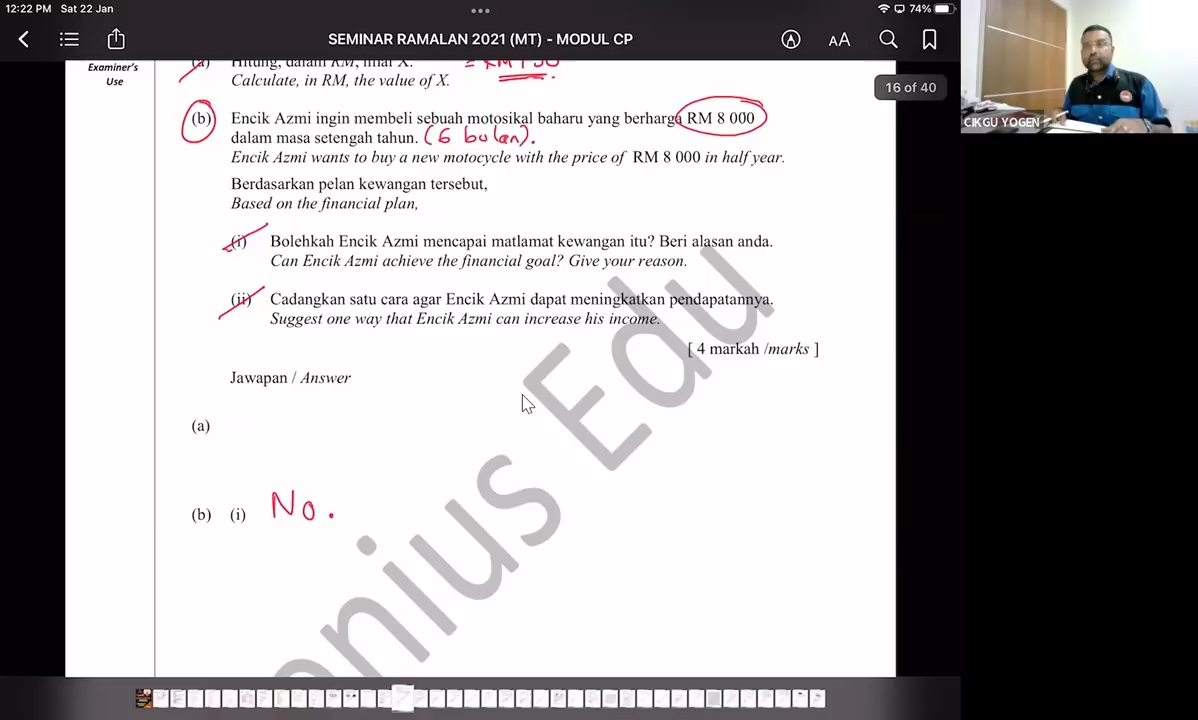 12:22 PM Sat 22 Jan
74%
SEMINAR RAMALAN 2021 (MT) - MODUL CP
AA
16 of 40
CIKGU YOGEN
Examiner's
Use
(a) Hitung, dalam RM, nilai X.
Calculate, in RM, the value of X.
(b) Encik Azmi ingin membeli sebuah motosikal baharu yang berharga RM 8 000
dalam masa setengah tahun. (6 bulan).
Encik Azmi wants to buy a new motocycle with the price of RM 8 000 in half year.
Berdasarkan pelan kewangan tersebut,
Based on the financial plan,
(i) Bolehkah Encik Azmi mencapai matlamat kewangan itu? Beri alasan anda.
Can Encik Azmi achieve the financial goal? Give your reason.
(ii) Cadangkan satu cara agar Encik Azmi dapat meningkatkan pendapatannya.
Suggest one way that Encik Azmi can increase his income.
[ 4 markah /marks ]
Jawapan / Answer
(a)
(b) (i) No.
enius Edu